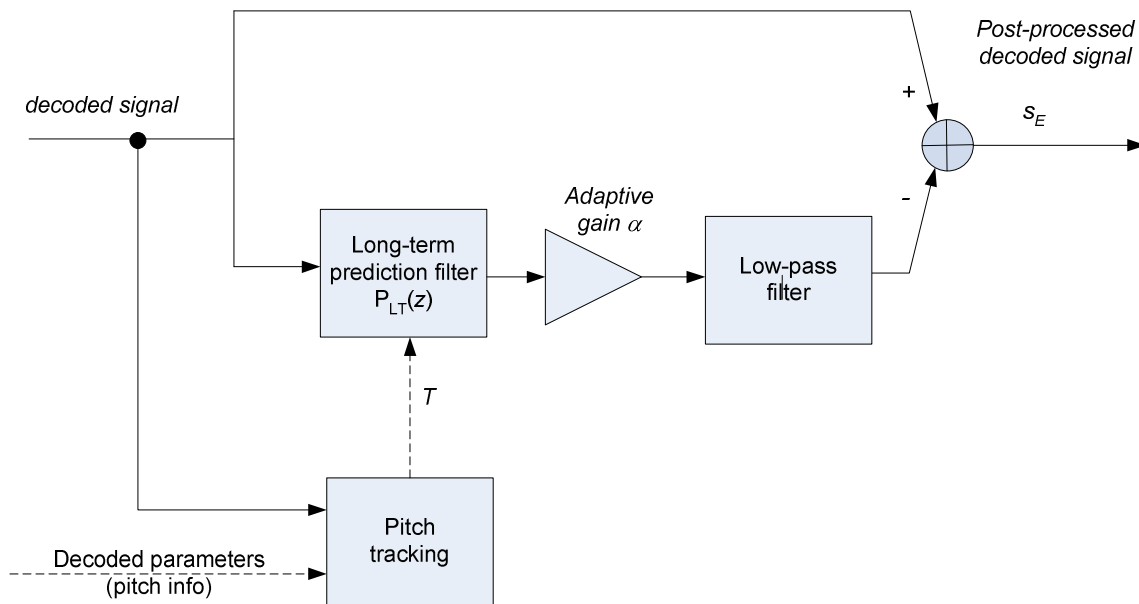 Post-processed
decoded signal
decoded signal
+
s_E
-
Adaptive
gain α
Long-term
prediction filter
P_LT(z)
Low-pass
filter
T
Pitch
tracking
Decoded parameters
(pitch info)